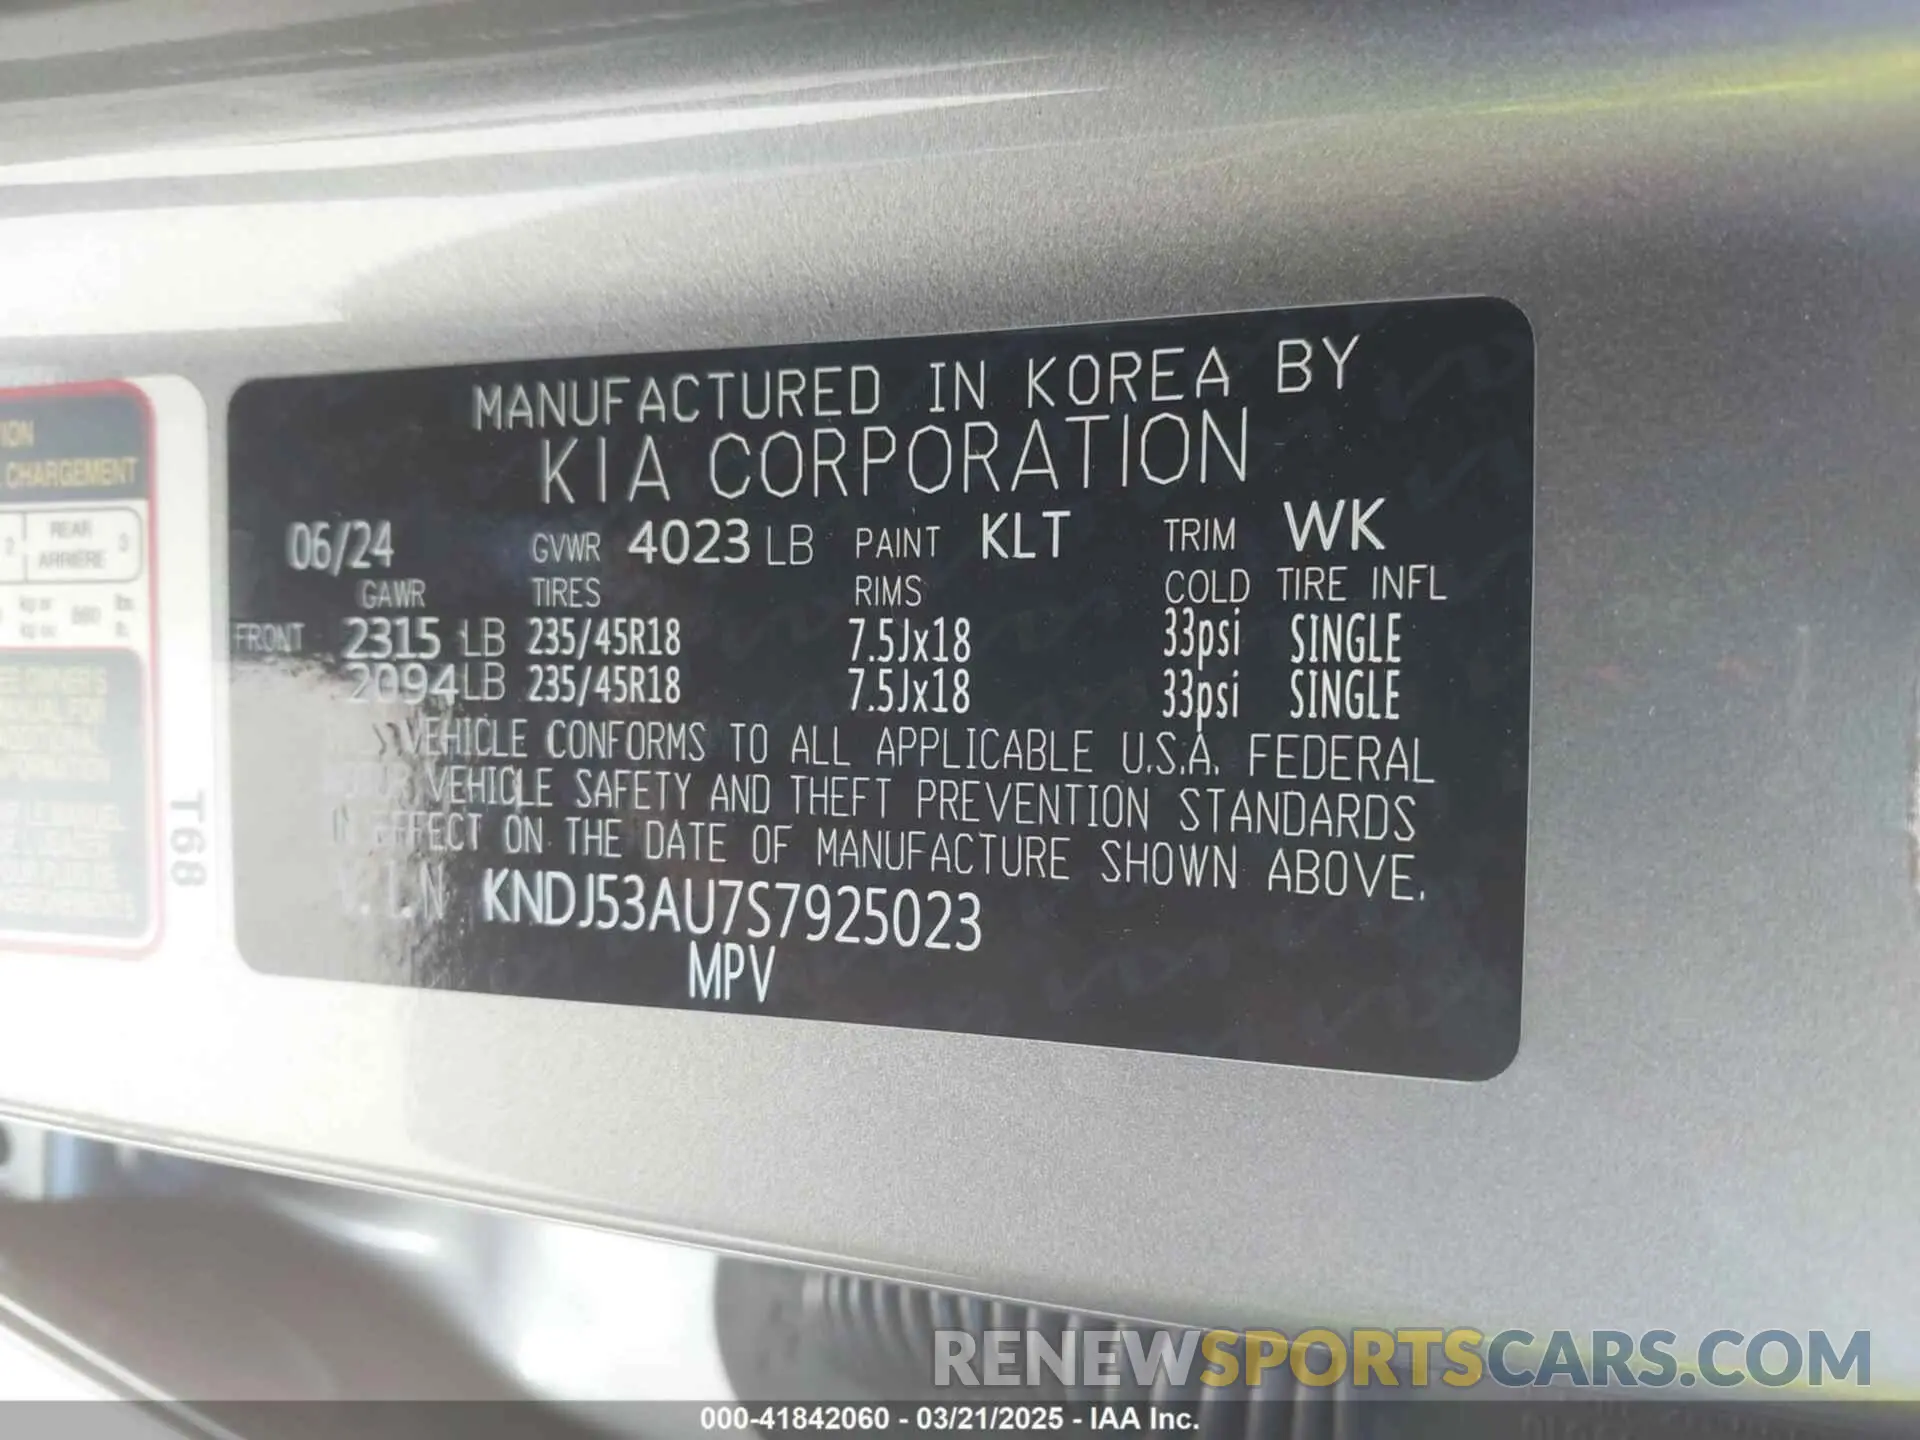 MANUFACTURED IN KOREA BY
KIA CORPORATION
06/24 GVWR 4023 LB PAINT KLT TRIM WK
GAWR TIRES RIMS COLD TIRE INFL
FRONT 2315 LB 235/45R18 7.5Jx18 33psi SINGLE
2094 LB 235/45R18 7.5Jx18 33psi SINGLE
VEHICLE CONFORMS TO ALL APPLICABLE U.S.A. FEDERAL
VEHICLE SAFETY AND THEFT PREVENTION STANDARDS
IN EFFECT ON THE DATE OF MANUFACTURE SHOWN ABOVE.
V.I.N KNDJ53AU7S7925023
MPV
CHARGEMENT
2 REAR 3
ARRIERE
T68
RENEWSPORTSCARS.COM
000-41842060 - 03/21/2025 - IAA Inc.